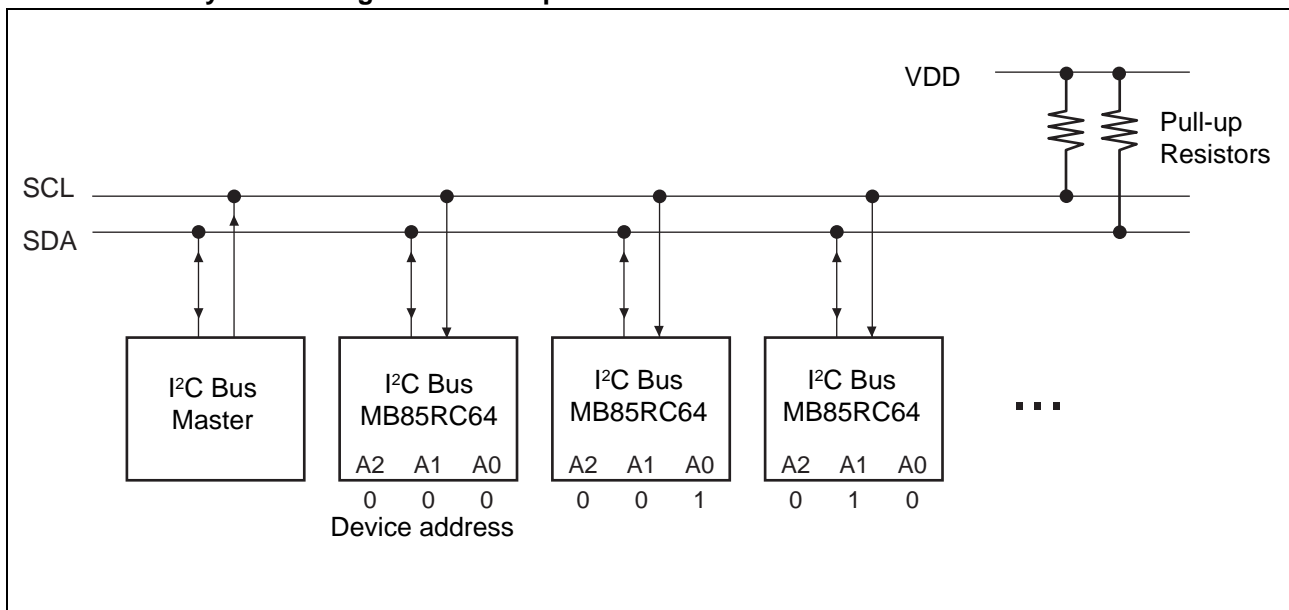 VDD
Pull-up
Resistors
SCL
SDA
I²C Bus
Master
I²C Bus
MB85RC64
A2 A1 A0
0 0 0
Device address
I²C Bus
MB85RC64
A2 A1 A0
0 0 1
I²C Bus
MB85RC64
A2 A1 A0
0 1 0
...